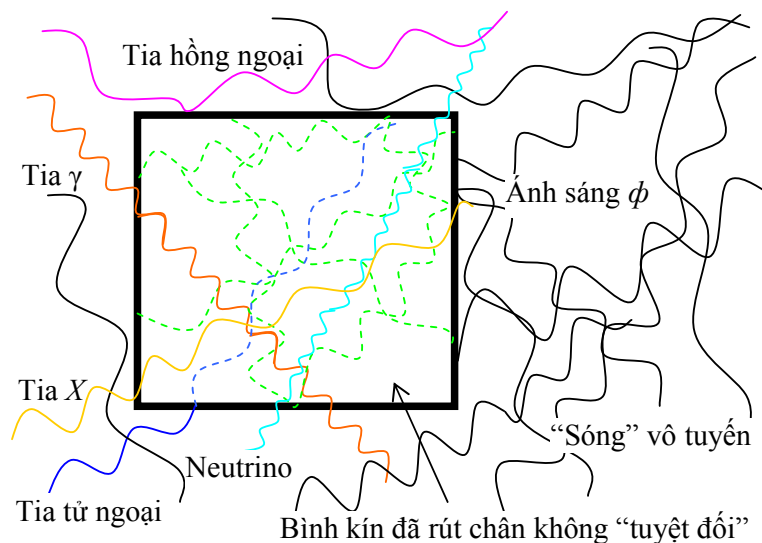 Tia hồng ngoại
Tia γ
Ánh sáng ϕ
Tia X
“Sóng” vô tuyến
Neutrino
Tia tử ngoại
Bình kín đã rút chân không “tuyệt đối”